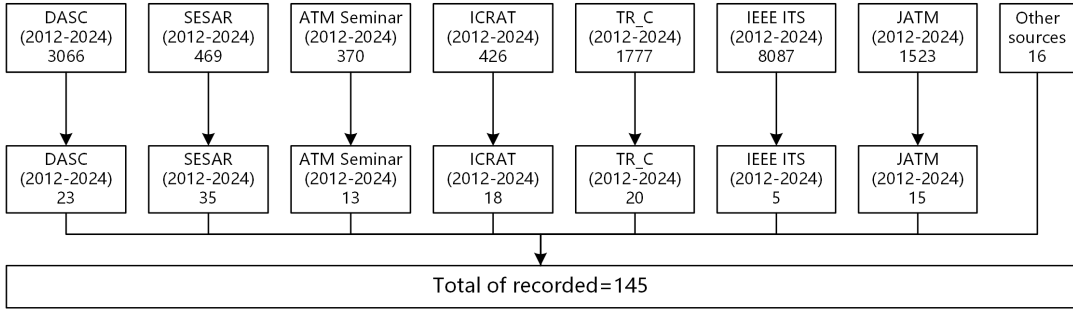 DASC
(2012-2024)
3066
SESAR
(2012-2024)
469
ATM Seminar
(2012-2024)
370
ICRAT
(2012-2024)
426
TR_C
(2012-2024)
1777
IEEE ITS
(2012-2024)
8087
JATM
(2012-2024)
1523
Other
sources
16
DASC
(2012-2024)
23
SESAR
(2012-2024)
35
ATM Seminar
(2012-2024)
13
ICRAT
(2012-2024)
18
TR_C
(2012-2024)
20
IEEE ITS
(2012-2024)
5
JATM
(2012-2024)
15
Total of recorded=145